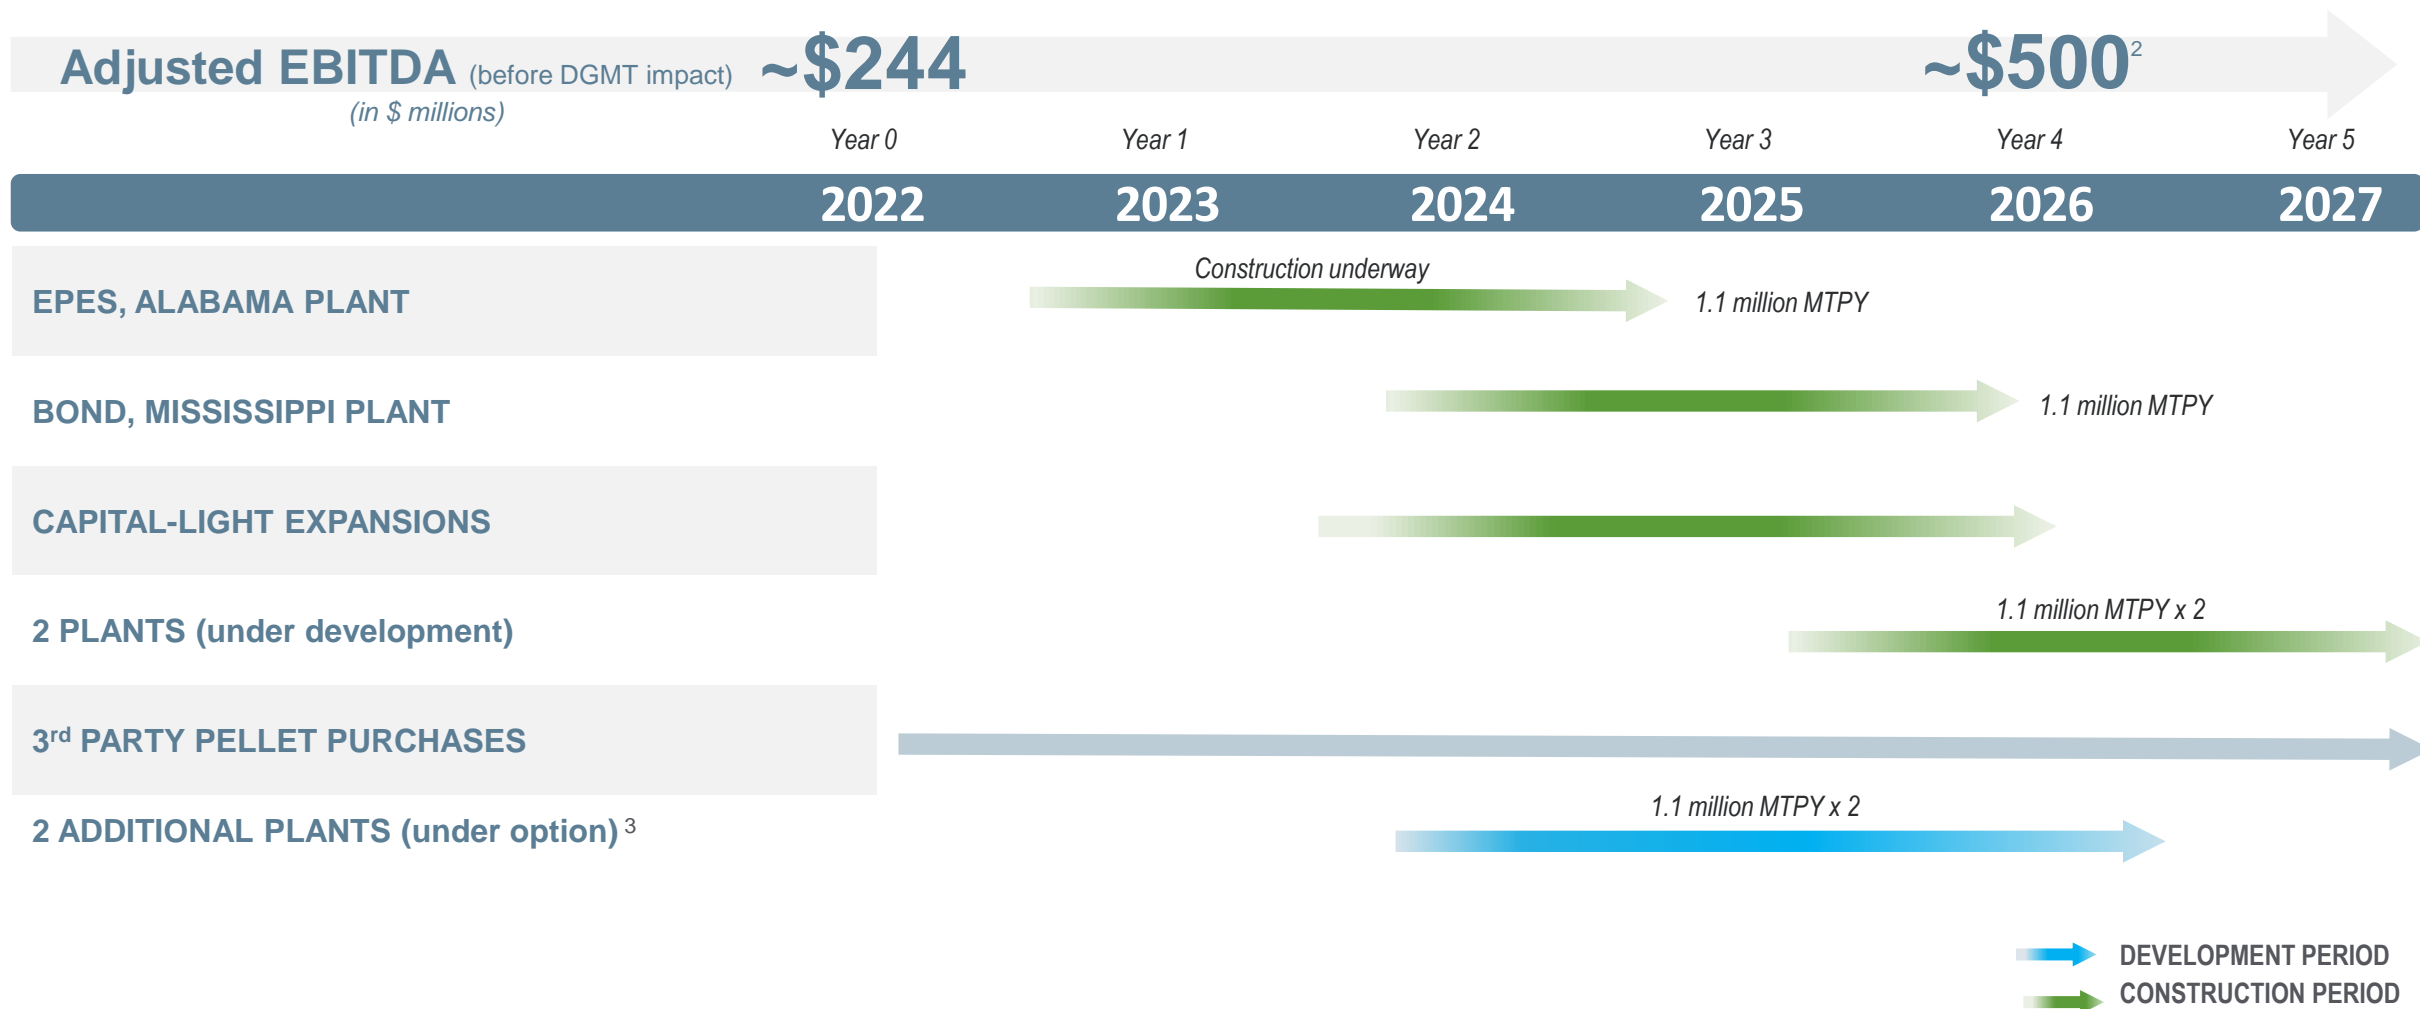 Adjusted EBITDA (before DGMT impact) ~$244 ~$500²
(in $ millions)
Year 0 Year 1 Year 2 Year 3 Year 4 Year 5
2022 2023 2024 2025 2026 2027
Construction underway
EPES, ALABAMA PLANT 1.1 million MTPY
BOND, MISSISSIPPI PLANT 1.1 million MTPY
CAPITAL-LIGHT EXPANSIONS
1.1 million MTPY x 2
2 PLANTS (under development)
3rd PARTY PELLET PURCHASES
1.1 million MTPY x 2
2 ADDITIONAL PLANTS (under option) 3
DEVELOPMENT PERIOD
CONSTRUCTION PERIOD